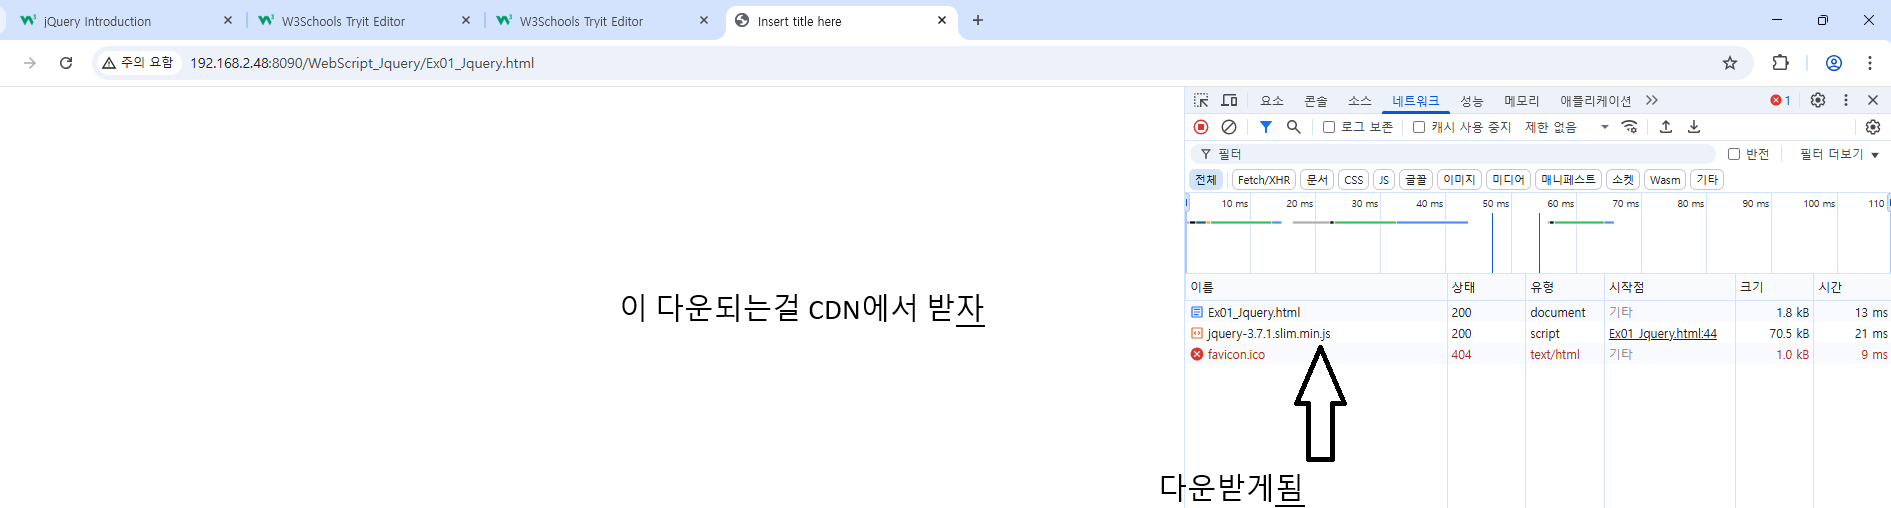 jQuery Introduction
W3Schools Tryit Editor
W3Schools Tryit Editor
Insert title here
주의 요함 192.168.2.48:8090/WebScript_Jquery/Ex01_Jquery.html
요소 콘솔 소스 네트워크 성능 메모리 애플리케이션 1
로그 보존 캐시 사용 중지 제한 없음
필터 반전 필터 더보기
전체 Fetch/XHR 문서 CSS JS 글꼴 이미지 미디어 매니페스트 소켓 Wasm 기타
10 ms 20 ms 30 ms 40 ms 50 ms 60 ms 70 ms 80 ms 90 ms 100 ms 110
이름 상태 유형 시작점 크기 시간
Ex01_Jquery.html 200 document 기타 1.8 kB 13 ms
jquery-3.7.1.slim.min.js 200 script Ex01_Jquery.html:44 70.5 kB 21 ms
favicon.ico 404 text/html 기타 1.0 kB 9 ms
이 다운되는걸 CDN에서 받자
다운받게됨